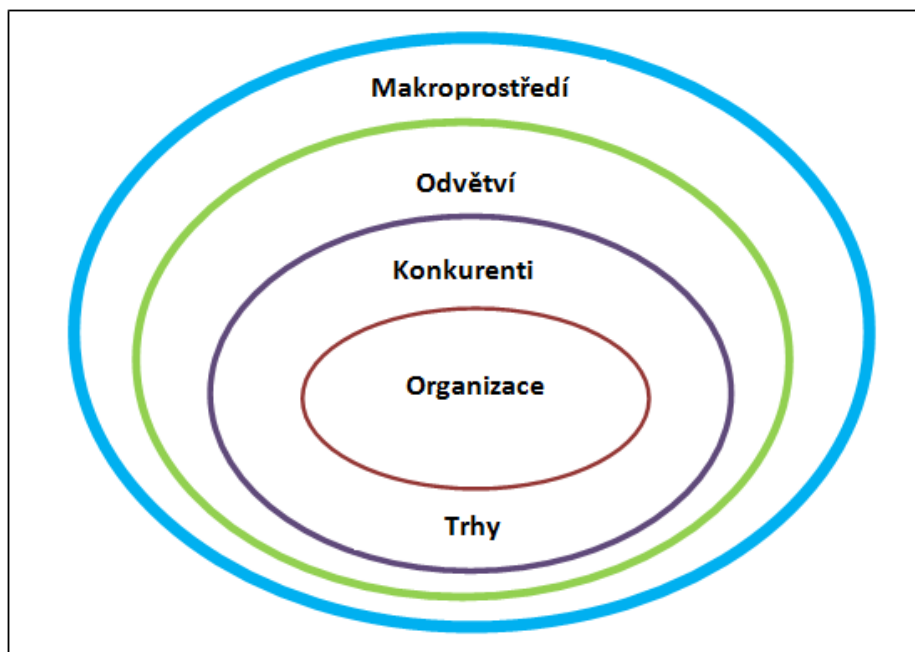 Makroprostředí
Odvětví
Konkurenti
Organizace
Trhy